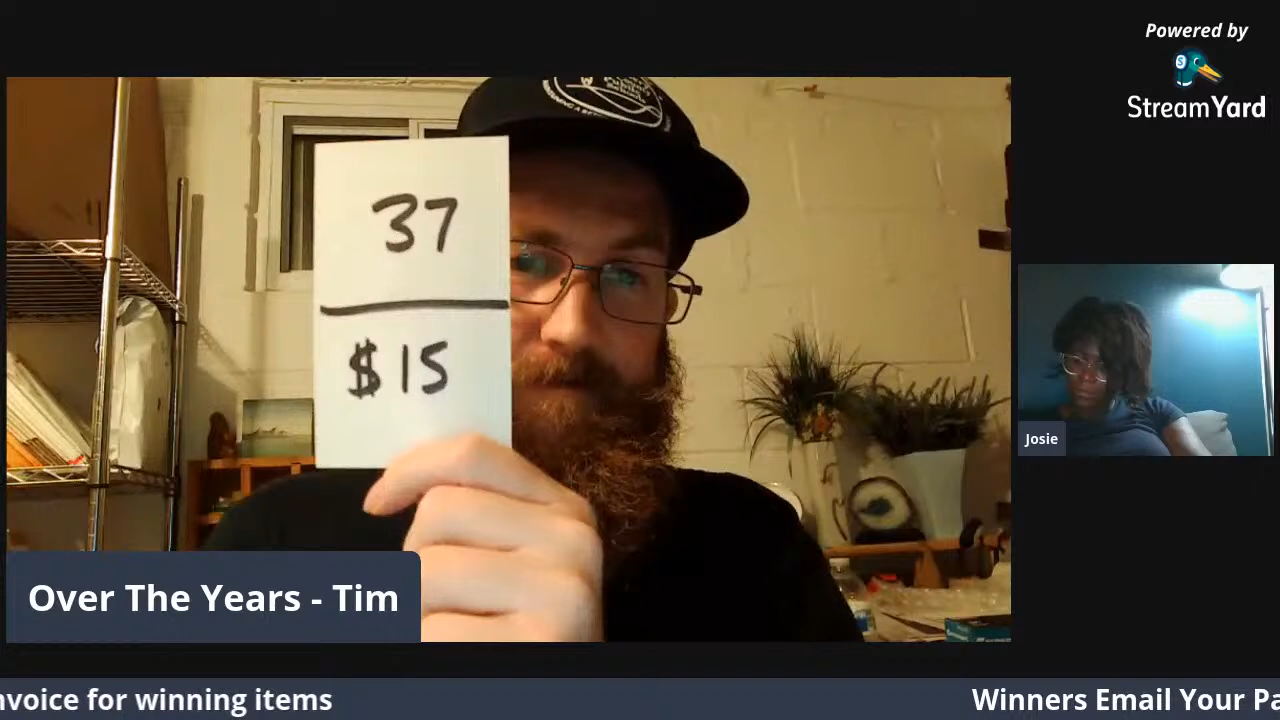 Powered by
StreamYard
37
$15
Josie
Over The Years - Tim
nvoice for winning items
Winners Email Your Pa